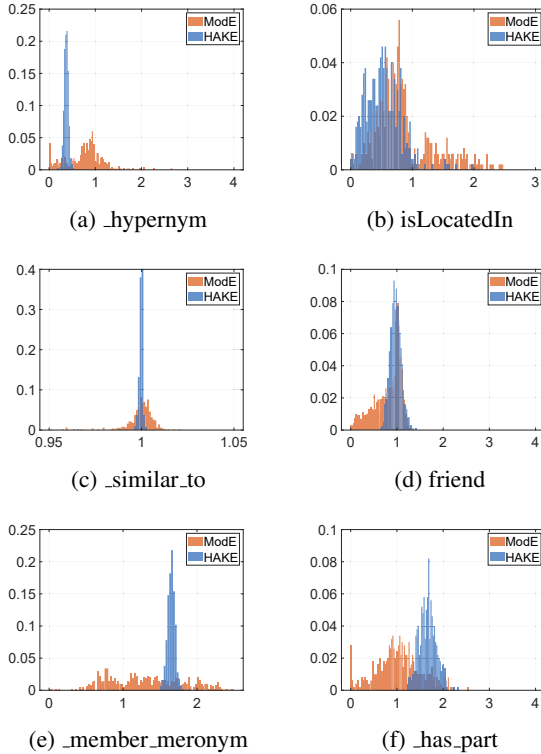 0.25
0.2
0.15
0.1
0.05
0
0 1 2 3 4
ModE
HAKE
(a) _hypernym
0.06
0.04
0.02
0
0 1 2 3
ModE
HAKE
(b) isLocatedIn
0.4
0.3
0.2
0.1
0
0.95 1 1.05
ModE
HAKE
(c) _similar_to
0.1
0.08
0.06
0.04
0.02
0
0 1 2 3 4
ModE
HAKE
(d) friend
0.25
0.2
0.15
0.1
0.05
0
0 1 2
ModE
HAKE
(e) _member_meronym
0.1
0.08
0.06
0.04
0.02
0
0 1 2 3 4
ModE
HAKE
(f) _has_part